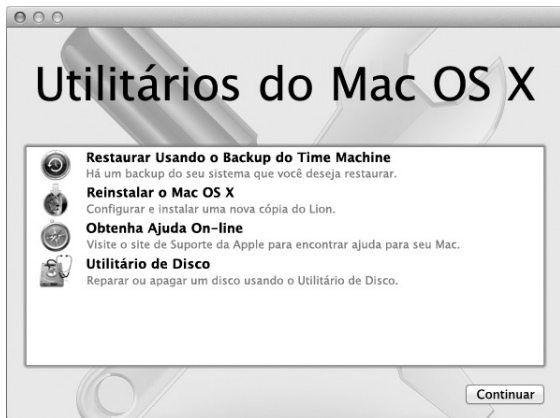 Utilitários do Mac OS X
Restaurar Usando o Backup do Time Machine
Há um backup do seu sistema que você deseja restaurar.
Reinstalar o Mac OS X
Configurar e instalar uma nova cópia do Lion.
Obtenha Ajuda On-line
Visite o site de Suporte da Apple para encontrar ajuda para seu Mac.
Utilitário de Disco
Reparar ou apagar um disco usando o Utilitário de Disco.
Continuar